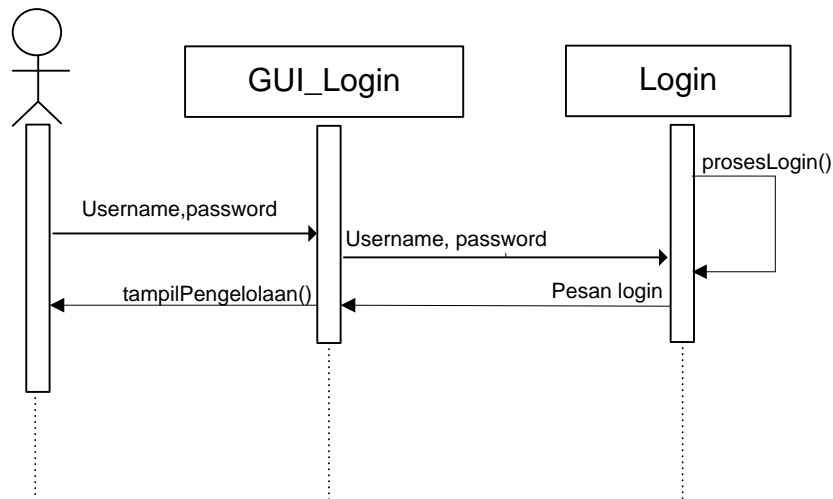 GUI_Login
Login
prosesLogin()
Username,password
Username, password
tampilPengelolaan()
Pesan login